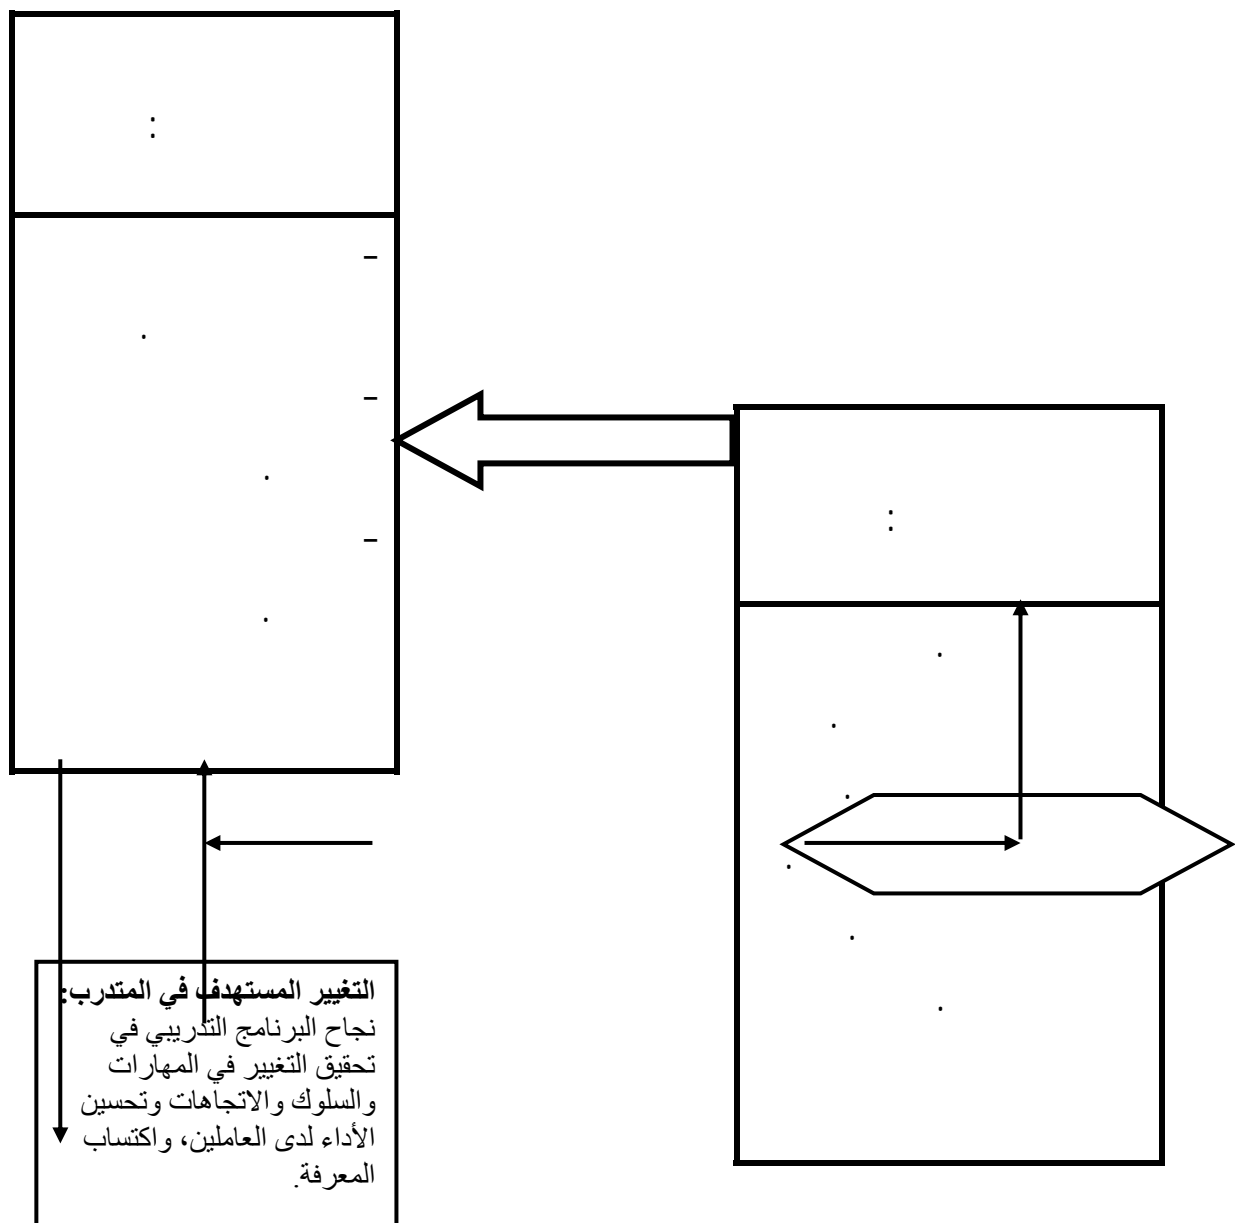 التغيير المستهدف في المتدرب:
نجاح البرنامج التدريبي في
تحقيق التغيير في المهارات
والسلوك والاتجاهات وتحسين
الأداء لدى العاملين، واكتساب
المعرفة.